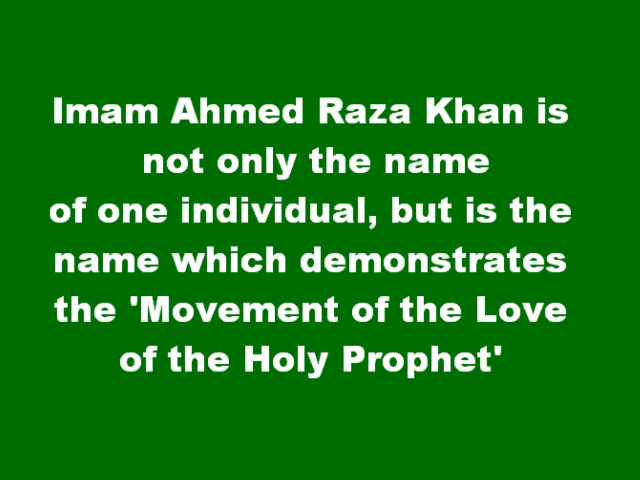 Imam Ahmed Raza Khan is
not only the name
of one individual, but is the
name which demonstrates
the 'Movement of the Love
of the Holy Prophet'